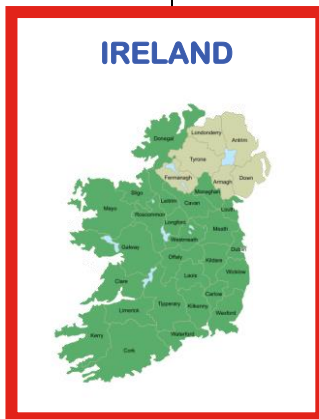 IRELAND
Londonderry
Antrim
Donegal
Tyrone
Fermanagh
Armagh
Down
Monaghan
Sligo
Leitrim
Cavan
Louth
Mayo
Roscommon
Longford
Meath
Westmeath
Galway
Offaly
Kildare
Wicklow
Laois
Clare
Carlow
Tipperary
Kilkenny
Limerick
Wexford
Waterford
Kerry
Cork